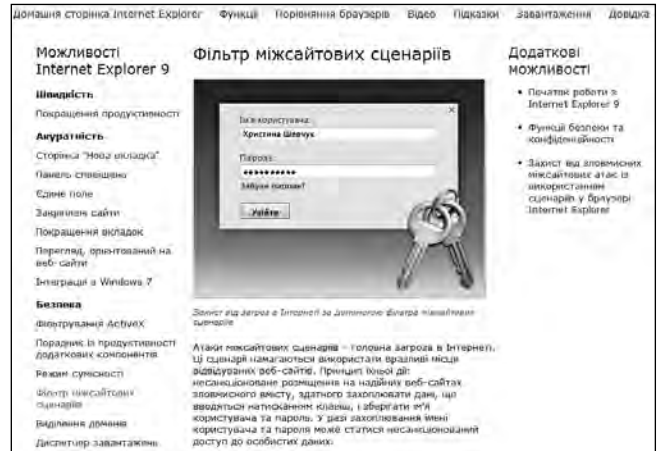 Домашня сторінка Internet Explorer Функції Порівняння браузерів Відео Підказки Завантаження Довідка
Можливості
Internet Explorer 9
Швидкість
Покращення продуктивності
Акуратність
Сторінка "Нова вкладка"
Панель сповіщень
Єдине поле
Закріплені сайти
Покращення вкладок
Перегляд, орієнтований на
веб-сайти
Інтеграція з Windows 7
Безпека
Фільтрування ActiveX
Порадник із продуктивності
додаткових компонентів
Режим сумісності
Фільтр міжсайтових
сценаріїв
Виділення доменів
Диспетчер завантажень
Фільтр міжсайтових сценаріїв
Ім'я користувача:
Христина Шевчук
Пароль:
••••••••••
Забули пароль?
Увійти
Захист від загроз в Інтернеті за допомогою фільтра міжсайтових
сценаріїв
Атаки міжсайтових сценаріїв – головна загроза в Інтернеті.
Ці сценарії намагаються використати вразливі місця
відвідуваних веб-сайтів. Принцип їхньої дії:
несанкціоноване розміщення на надійних веб-сайтах
зловмисного вмісту, здатного захоплювати дані, що
вводяться натисканням клавіш, і зберігати ім'я
користувача та пароль. У разі захоплювання імені
користувача та пароля може статися несанкціонований
доступ до особистих даних.
Додаткові
можливості
• Початок роботи з
Internet Explorer 9
• Функції безпеки та
конфіденційності
• Захист від зловмисних
міжсайтових атак із
використанням
сценаріїв у браузері
Internet Explorer